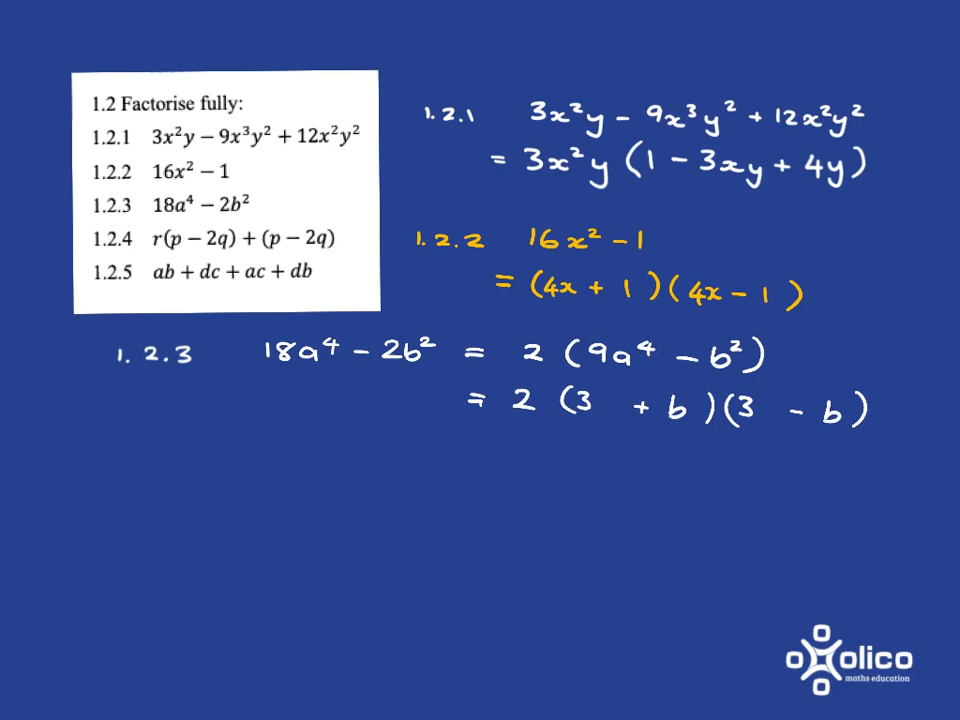 1.2 Factorise fully:
1.2.1 3x²y − 9x³y² + 12x²y²
1.2.2 16x² − 1
1.2.3 18a⁴ − 2b²
1.2.4 r(p − 2q) + (p − 2q)
1.2.5 ab + dc + ac + db
1.2.1 3x²y − 9x³y² + 12x²y²
= 3x²y (1 − 3xy + 4y)
1.2.2 16x² − 1
= (4x + 1)(4x − 1)
1.2.3 18a⁴ − 2b² = 2 (9a⁴ − b²)
= 2 (3 + b)(3 − b)
olico
maths education